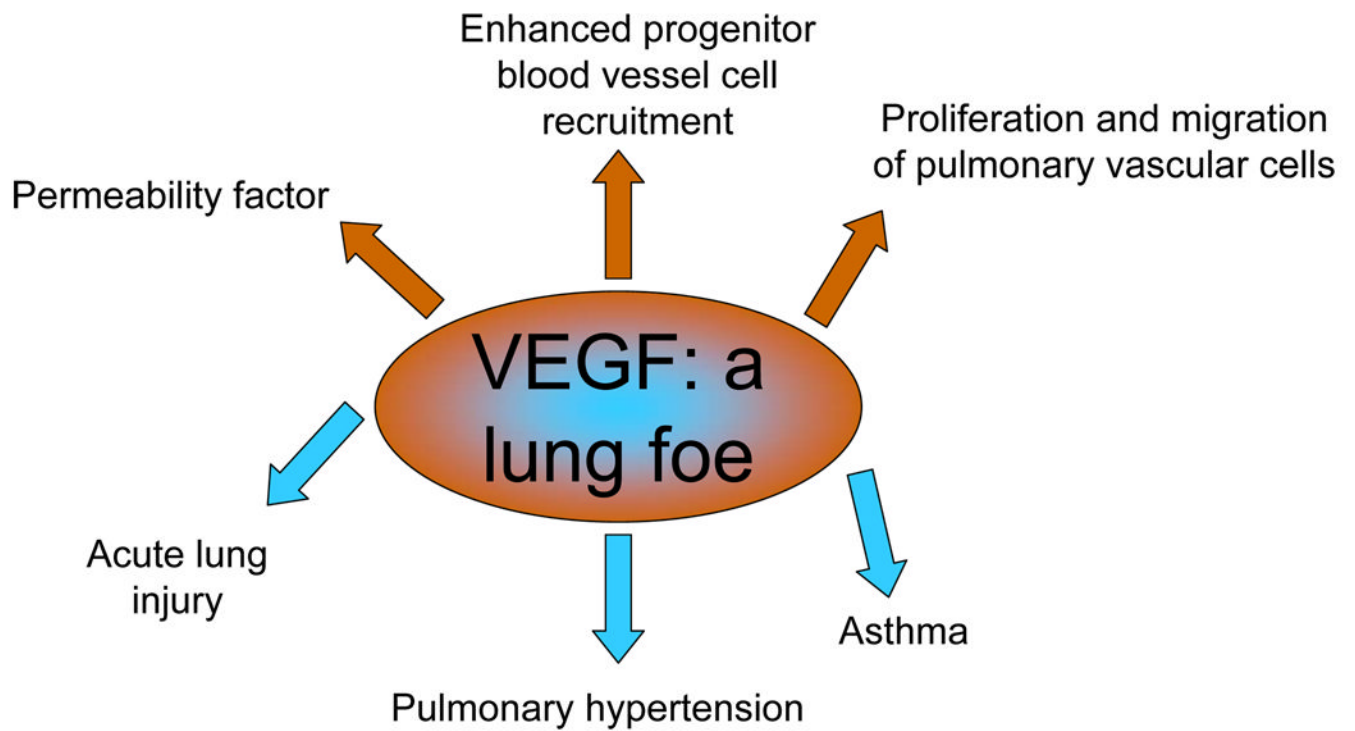 Enhanced progenitor
blood vessel cell
recruitment
Proliferation and migration
of pulmonary vascular cells
Permeability factor
VEGF: a
lung foe
Acute lung
injury
Asthma
Pulmonary hypertension